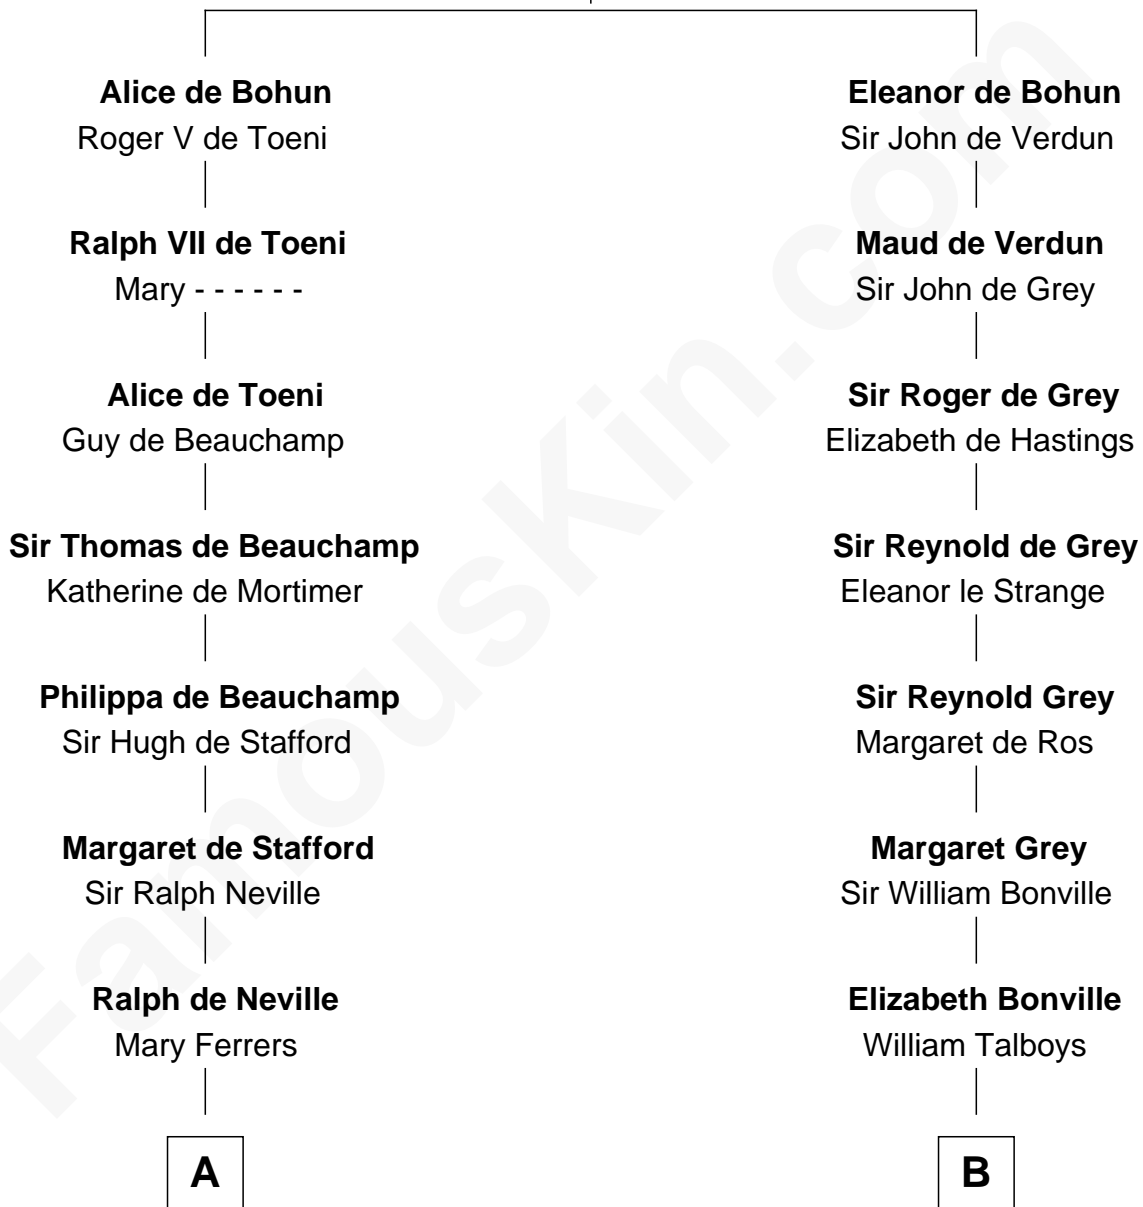 Alice de Bohun
Roger V de Toeni
Ralph VII de Toeni
Mary - - - - - -
Alice de Toeni
Guy de Beauchamp
Sir Thomas de Beauchamp
Katherine de Mortimer
Philippa de Beauchamp
Sir Hugh de Stafford
Margaret de Stafford
Sir Ralph Neville
Ralph de Neville
Mary Ferrers
A
Eleanor de Bohun
Sir John de Verdun
Maud de Verdun
Sir John de Grey
Sir Roger de Grey
Elizabeth de Hastings
Sir Reynold de Grey
Eleanor le Strange
Sir Reynold Grey
Margaret de Ros
Margaret Grey
Sir William Bonville
Elizabeth Bonville
William Talboys
B
FamousKin.com